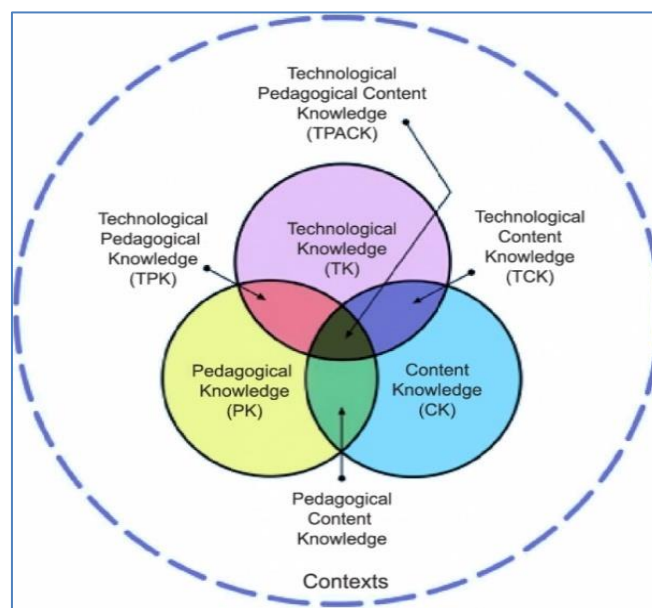 Technological
Pedagogical Content
Knowledge
(TPACK)
Technological
Pedagogical
Knowledge
(TPK)
Technological
Knowledge
(TK)
Technological
Content
Knowledge
(TCK)
Pedagogical
Knowledge
(PK)
Content
Knowledge
(CK)
Pedagogical
Content
Knowledge
Contexts